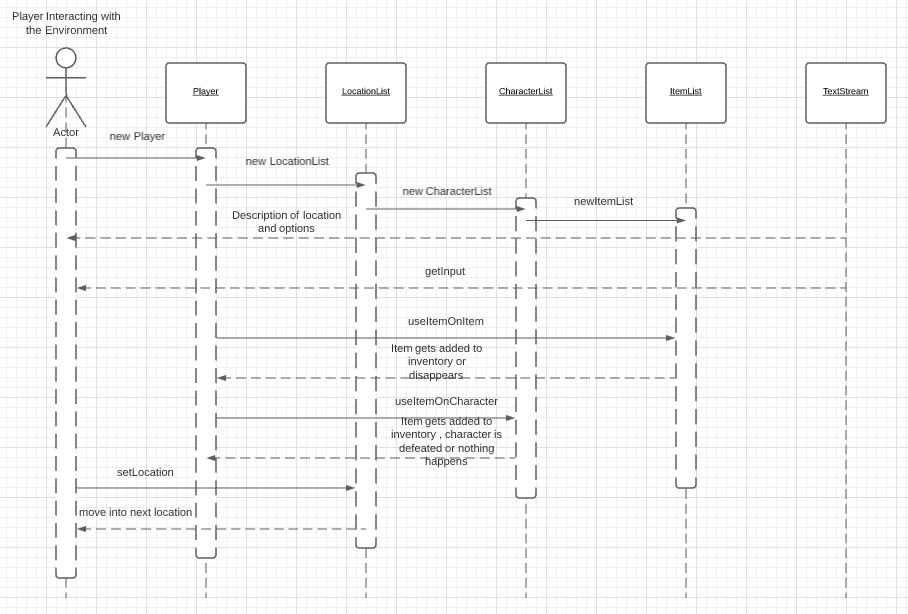 Player Interacting with
the Environment
Player
LocationList
CharacterList
ItemList
TextStream
Actor
new Player
new LocationList
new CharacterList
newItemList
Description of location
and options
getInput
useItemOnItem
Item gets added to
inventory or
disappears
useItemOnCharacter
Item gets added to
inventory , character is
defeated or nothing
happens
setLocation
move into next location